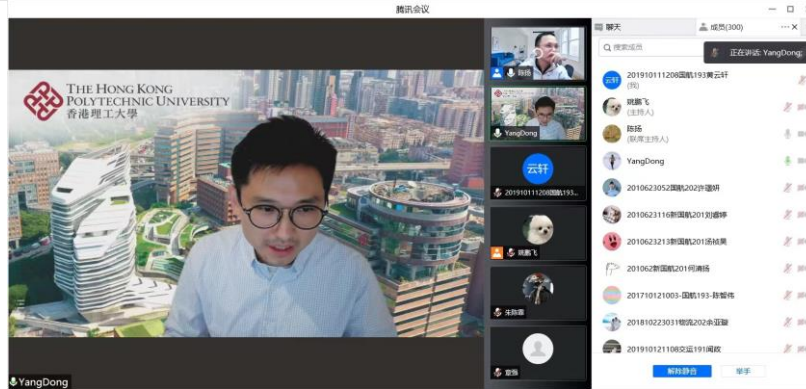 腾讯会议
THE HONG KONG
POLYTECHNIC UNIVERSITY
香港理工大學
YangDong
陈扬
YangDong
云轩
201910111208国航193...
姚鹏飞
朱陈霖
聊天
成员(300)
搜索成员
正在讲话: YangDong;
云轩
201910111208国航193黄云轩
(我)
姚鹏飞
(主持人)
陈扬
(联席主持人)
YangDong
2010623052国航202许蕴妍
2010623116新国航201刘睿婷
2010623213新国航201汤祯昊
201062新国航201何清扬
201710121003-国航193-陈智伟
201810223031物流202余亚璇
201910121108交运191闻政
解除静音
举手